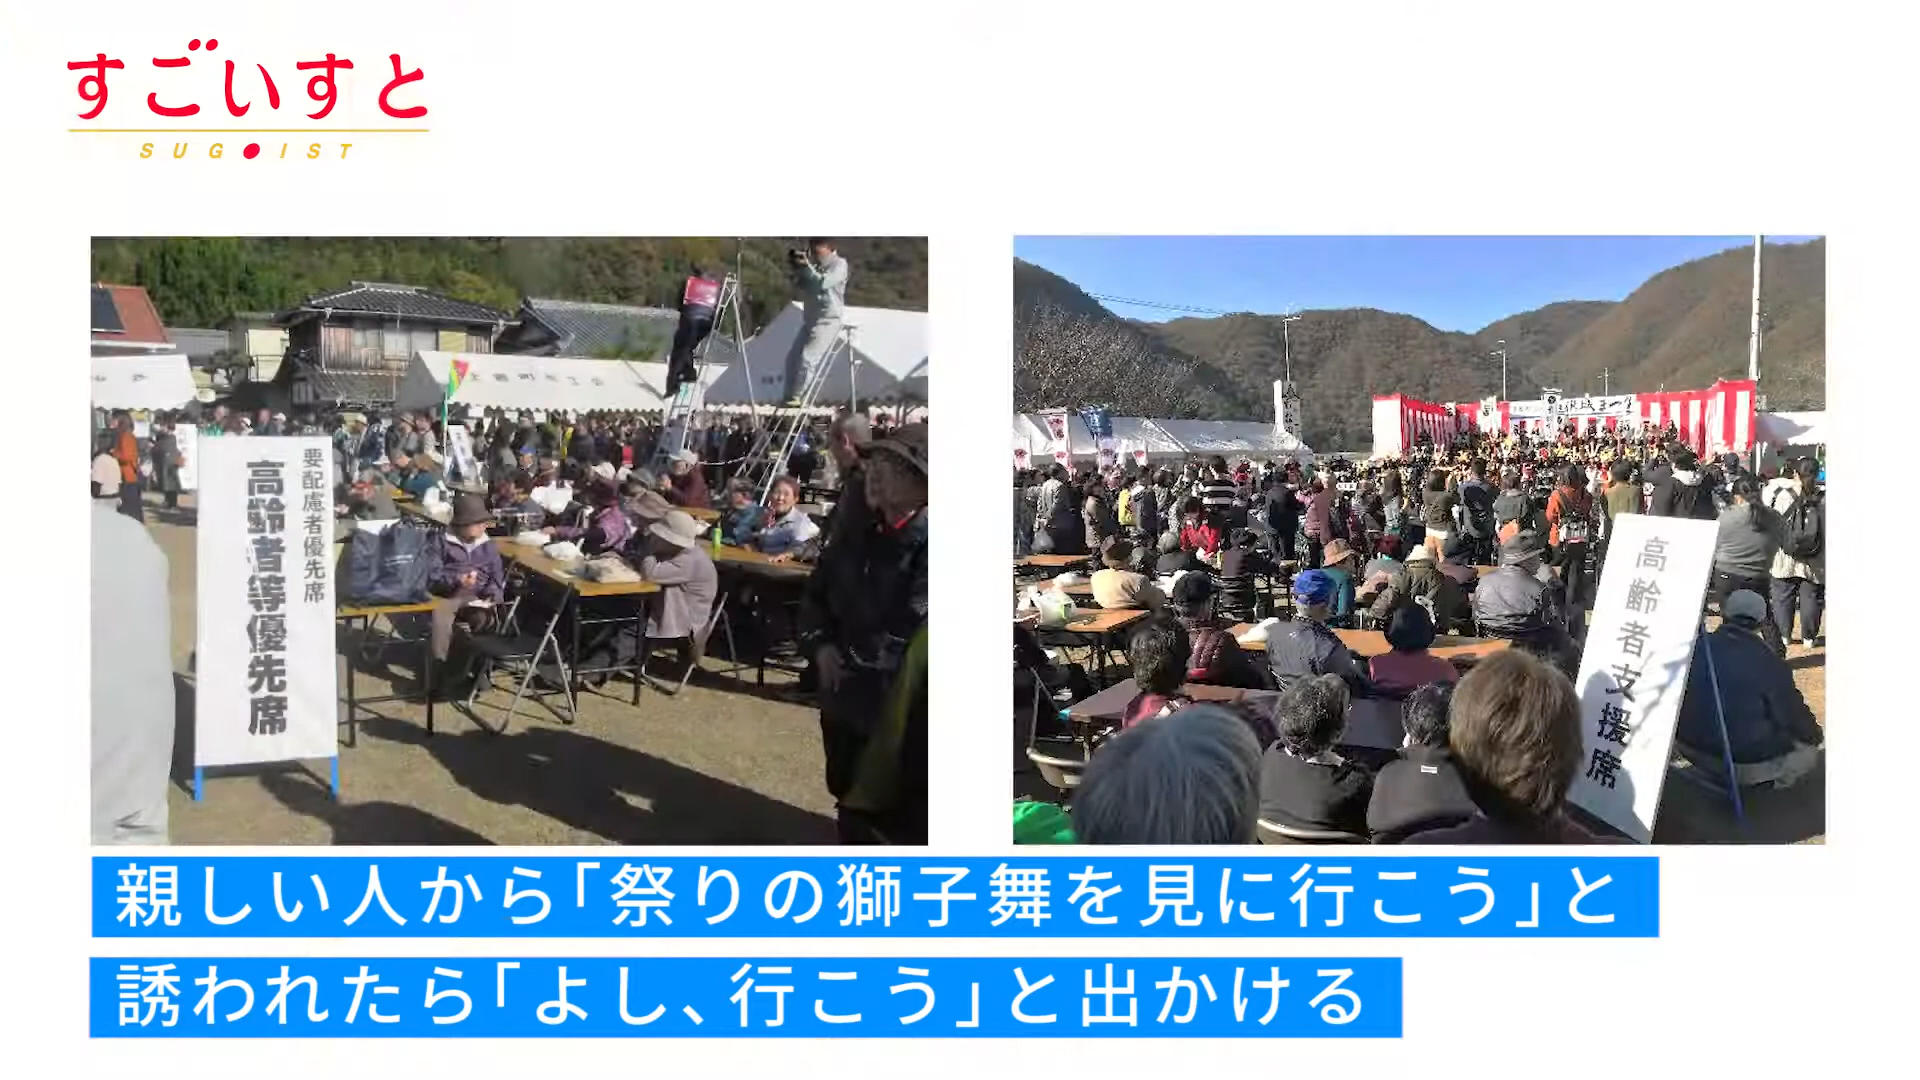 すごいすと
SUGOIST
要配慮者優先席
高齢者等優先席
高齢者支援席
親しい人から「祭りの獅子舞を見に行こう」と
誘われたら「よし、行こう」と出かける